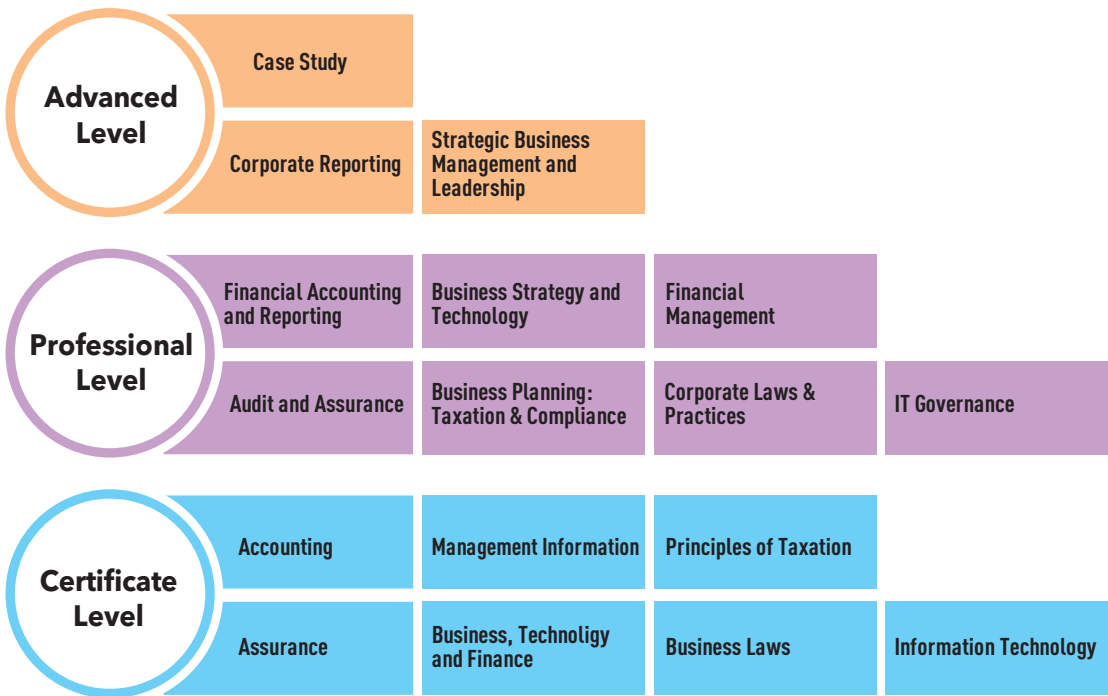 Advanced
Level
Case Study
Corporate Reporting
Strategic Business
Management and
Leadership
Professional
Level
Financial Accounting
and Reporting
Business Strategy and
Technology
Financial
Management
Audit and Assurance
Business Planning:
Taxation & Compliance
Corporate Laws &
Practices
IT Governance
Certificate
Level
Accounting
Management Information
Principles of Taxation
Assurance
Business, Technoligy
and Finance
Business Laws
Information Technology